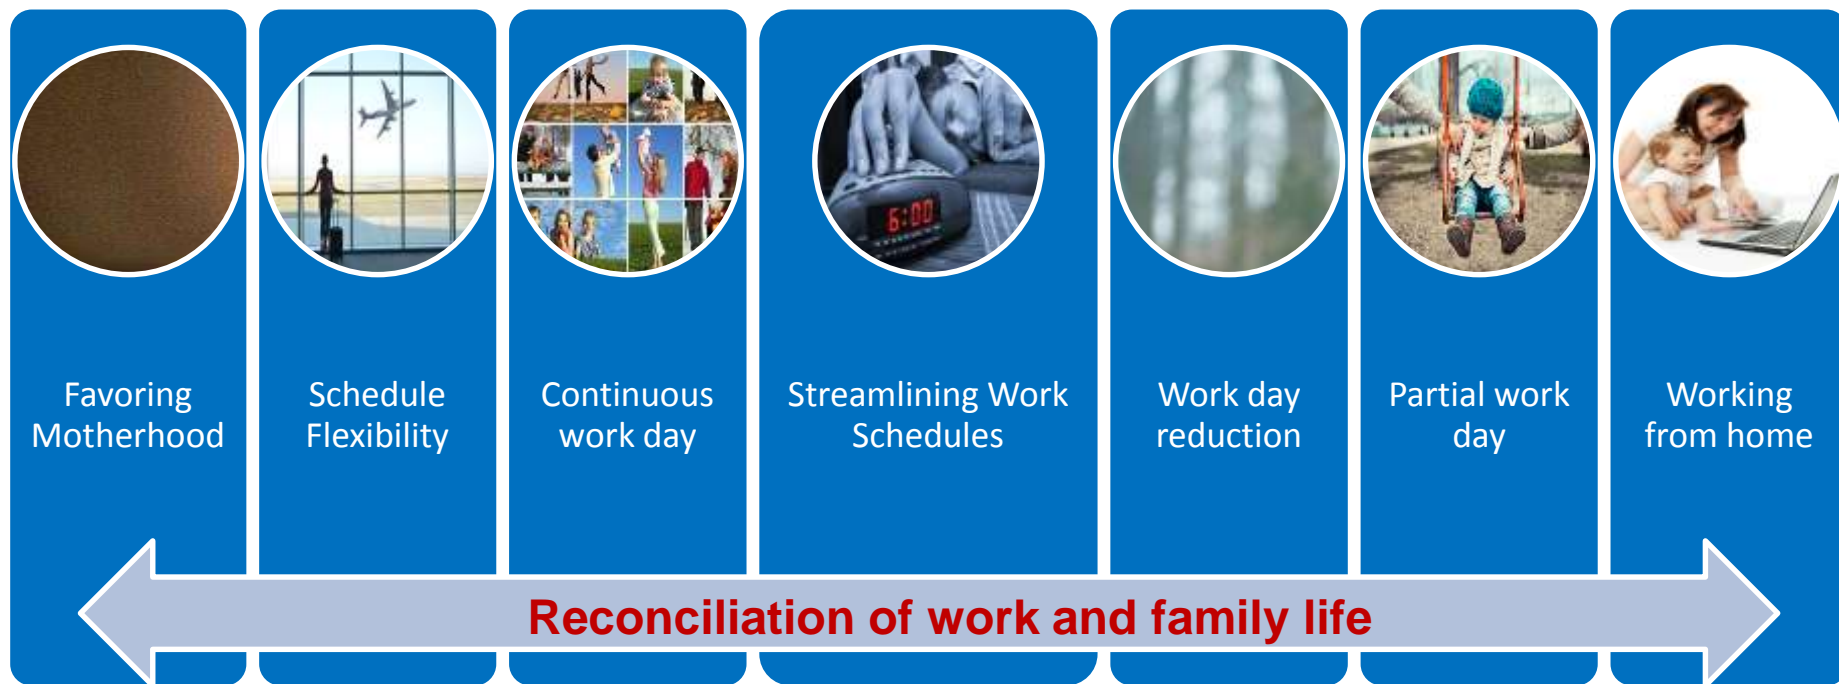 6:00
Favoring
Motherhood
Schedule
Flexibility
Continuous
work day
Streamlining Work
Schedules
Work day
reduction
Partial work
day
Working
from home
Reconciliation of work and family life